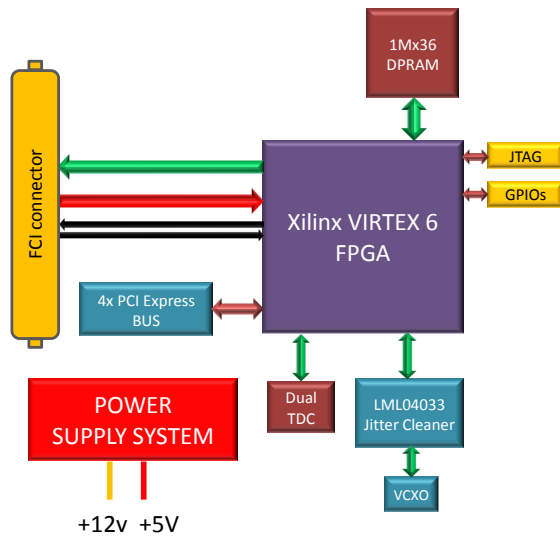 1Mx36
DPRAM
FCI connector
JTAG
GPIOs
Xilinx VIRTEX 6
FPGA
4x PCI Express
BUS
Dual
TDC
LML04033
Jitter Cleaner
POWER
SUPPLY SYSTEM
VCXO
+12v +5V